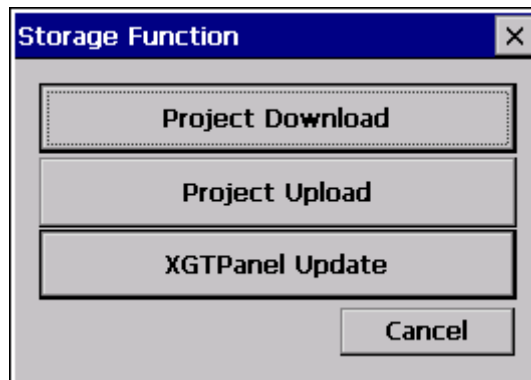 Storage Function
Project Download
Project Upload
XGTPanel Update
Cancel